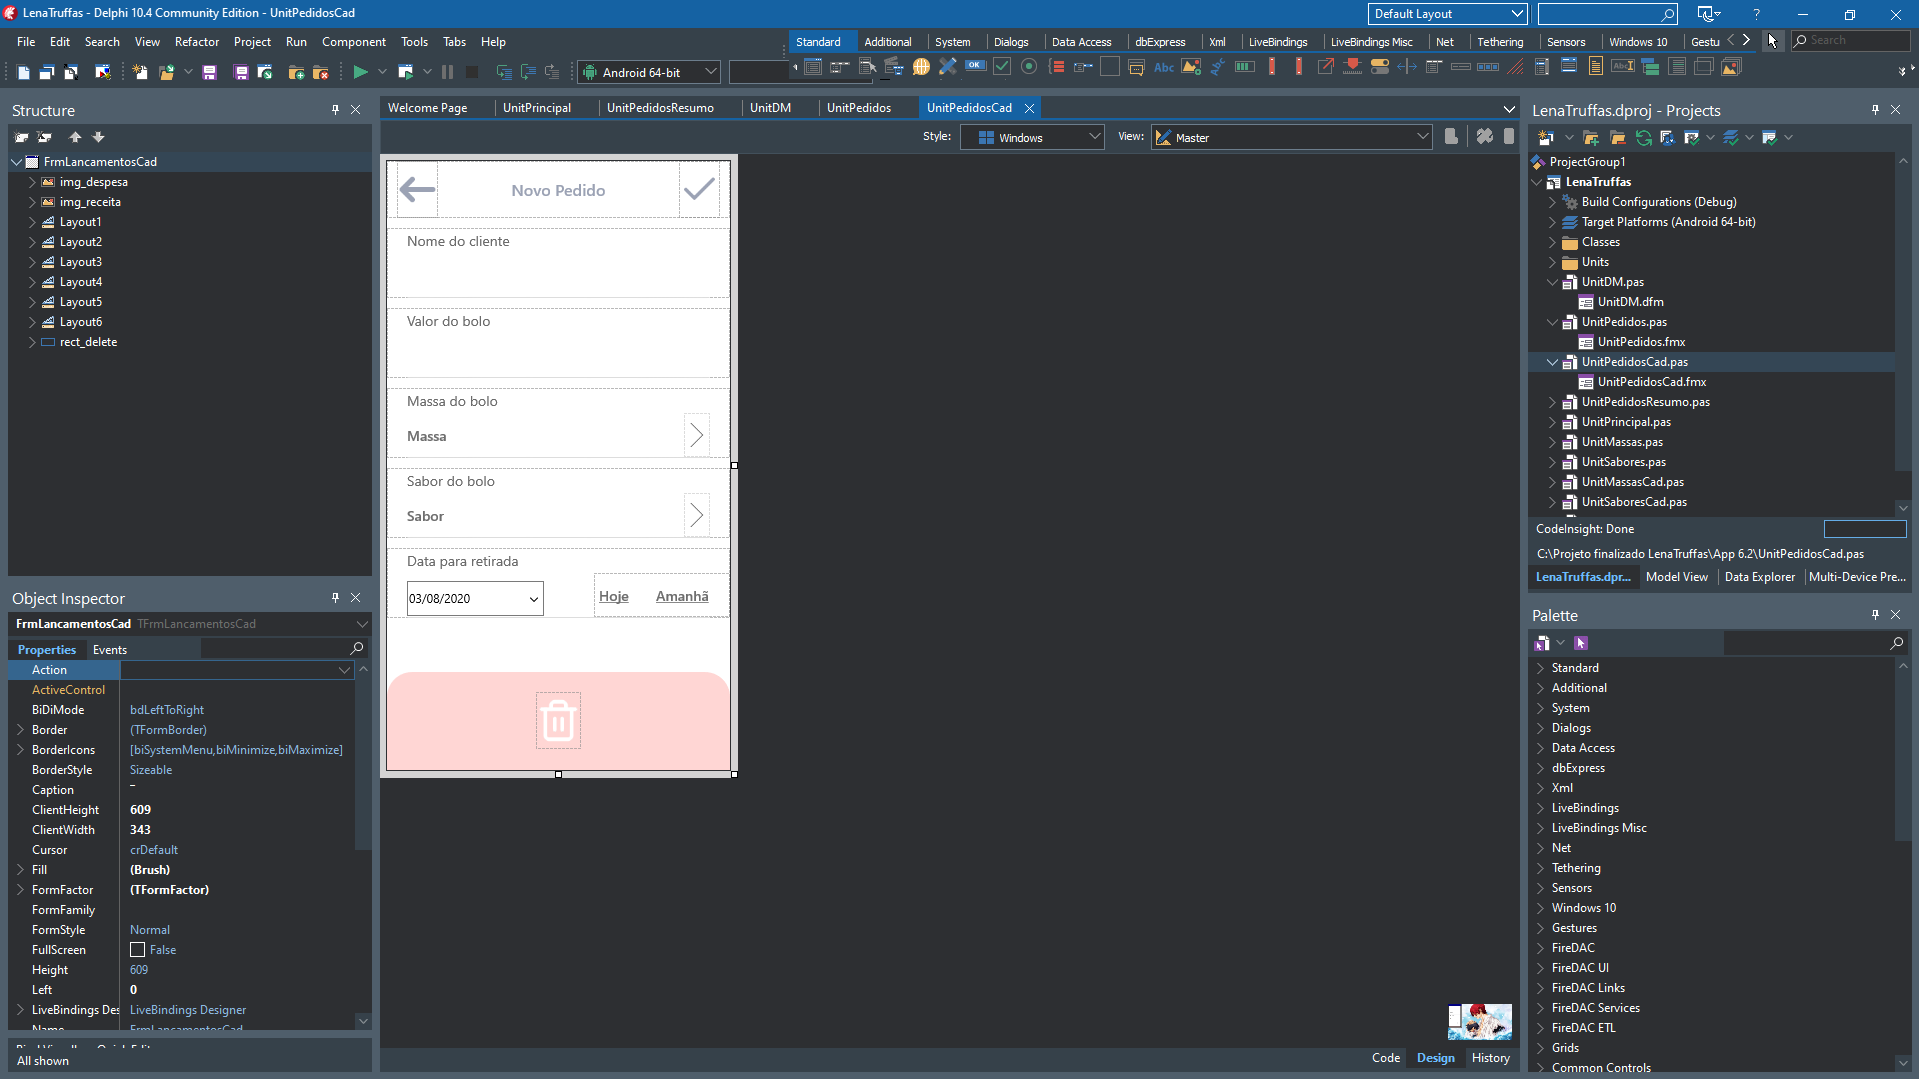 LenaTruffas - Delphi 10.4 Community Edition - UnitPedidosCad
Default Layout
?
File Edit Search View Refactor Project Run Component Tools Tabs Help
Standard Additional System Dialogs Data Access dbExpress Xml LiveBindings LiveBindings Misc Net Tethering Sensors Windows 10 Gestu
Search
Android 64-bit
OK
Abc
Structure
FrmLancamentosCad
img_despesa
img_receita
Layout1
Layout2
Layout3
Layout4
Layout5
Layout6
rect_delete
Object Inspector
FrmLancamentosCad TFrmLancamentosCad
Properties Events
Action
ActiveControl
BiDiMode bdLeftToRight
Border (TFormBorder)
BorderIcons [biSystemMenu,biMinimize,biMaximize]
BorderStyle Sizeable
Caption
ClientHeight 609
ClientWidth 343
Cursor crDefault
Fill (Brush)
FormFactor (TFormFactor)
FormFamily
FormStyle Normal
FullScreen False
Height 609
Left 0
LiveBindings Des LiveBindings Designer
Name FrmLancamentosCad
All shown
Welcome Page UnitPrincipal UnitPedidosResumo UnitDM UnitPedidos UnitPedidosCad
Style: Windows View: Master
Novo Pedido
Nome do cliente
Valor do bolo
Massa do bolo
Massa
Sabor do bolo
Sabor
Data para retirada
03/08/2020 Hoje Amanhã
Code Design History
LenaTruffas.dproj - Projects
ProjectGroup1
LenaTruffas
Build Configurations (Debug)
Target Platforms (Android 64-bit)
Classes
Units
UnitDM.pas
UnitDM.dfm
UnitPedidos.pas
UnitPedidos.fmx
UnitPedidosCad.pas
UnitPedidosCad.fmx
UnitPedidosResumo.pas
UnitPrincipal.pas
UnitMassas.pas
UnitSabores.pas
UnitMassasCad.pas
UnitSaboresCad.pas
CodeInsight: Done
C:\Projeto finalizado LenaTruffas\App 6.2\UnitPedidosCad.pas
LenaTruffas.dpr... Model View Data Explorer Multi-Device Pre...
Palette
Standard
Additional
System
Dialogs
Data Access
dbExpress
Xml
LiveBindings
LiveBindings Misc
Net
Tethering
Sensors
Windows 10
Gestures
FireDAC
FireDAC UI
FireDAC Links
FireDAC Services
FireDAC ETL
Grids
Common Controls